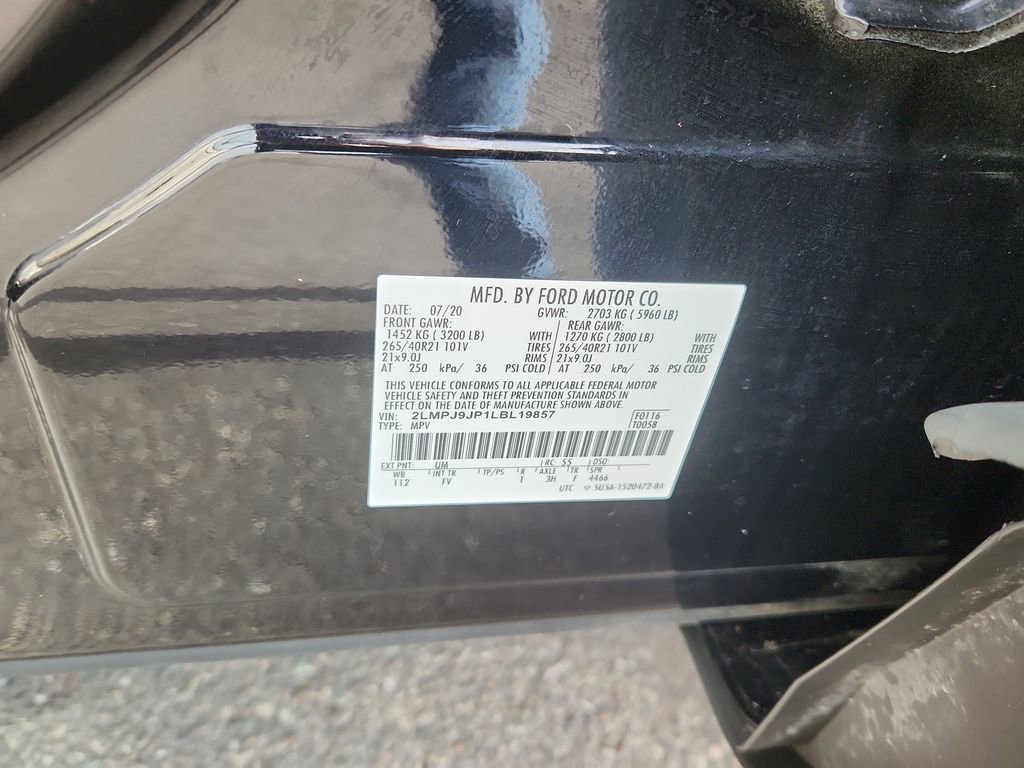 MFD. BY FORD MOTOR CO.
DATE: 07/20 GVWR: 2703 KG ( 5960 LB)
FRONT GAWR: REAR GAWR:
1452 KG ( 3200 LB) WITH 1270 KG ( 2800 LB) WITH
265/40R21 101V TIRES 265/40R21 101V TIRES
21x9.0J RIMS 21x9.0J RIMS
AT 250 kPa/ 36 PSI COLD AT 250 kPa/ 36 PSI COLD
THIS VEHICLE CONFORMS TO ALL APPLICABLE FEDERAL MOTOR
VEHICLE SAFETY AND THEFT PREVENTION STANDARDS IN
EFFECT ON THE DATE OF MANUFACTURE SHOWN ABOVE.
VIN: 2LMPJ9JP1LBL19857 F0116
TYPE: MPV T0058
EXT PNT: UM RC: 55 DSO:
WB INT TR TP/PS R AXLE TR SPR
112 FV T 3H F 4466
UTC ▽ 5U5A-1520472-BA